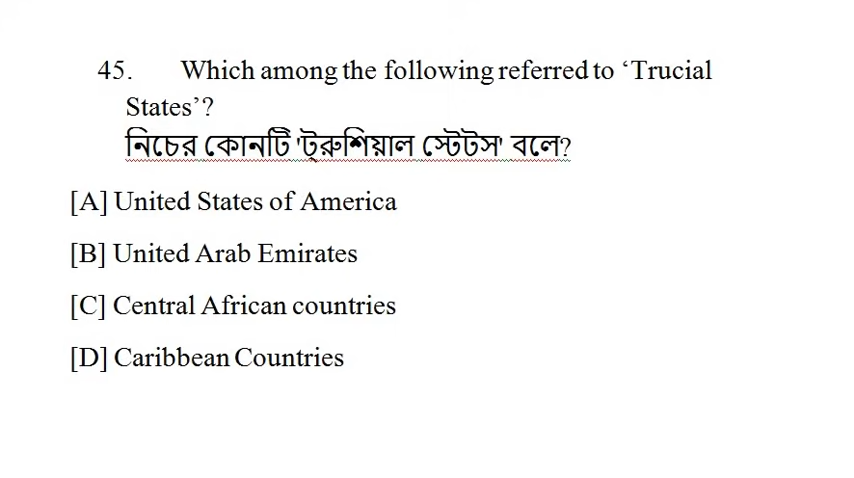 45. Which among the following referred to ‘Trucial
States’?
নিচের কোনটি 'ট্রুশিয়াল স্টেটস' বলে?
[A] United States of America
[B] United Arab Emirates
[C] Central African countries
[D] Caribbean Countries